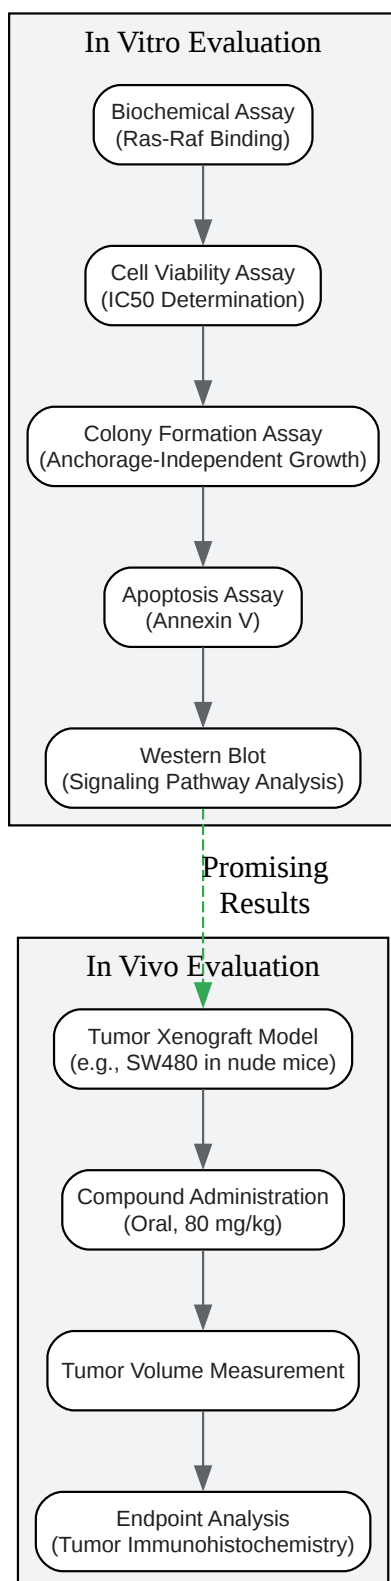 In Vitro Evaluation
Biochemical Assay
(Ras-Raf Binding)
Cell Viability Assay
(IC50 Determination)
Colony Formation Assay
(Anchorage-Independent Growth)
Apoptosis Assay
(Annexin V)
Western Blot
(Signaling Pathway Analysis)
Promising
Results
In Vivo Evaluation
Tumor Xenograft Model
(e.g., SW480 in nude mice)
Compound Administration
(Oral, 80 mg/kg)
Tumor Volume Measurement
Endpoint Analysis
(Tumor Immunohistochemistry)